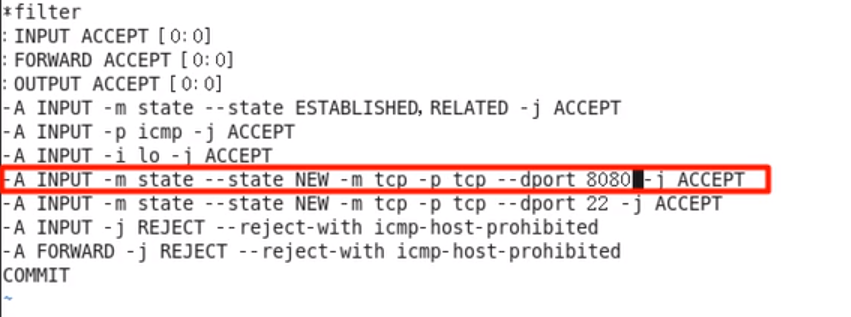 *filter
:INPUT ACCEPT [0:0]
:FORWARD ACCEPT [0:0]
:OUTPUT ACCEPT [0:0]
-A INPUT -m state --state ESTABLISHED,RELATED -j ACCEPT
-A INPUT -p icmp -j ACCEPT
-A INPUT -i lo -j ACCEPT
-A INPUT -m state --state NEW -m tcp -p tcp --dport 8080 -j ACCEPT
-A INPUT -m state --state NEW -m tcp -p tcp --dport 22 -j ACCEPT
-A INPUT -j REJECT --reject-with icmp-host-prohibited
-A FORWARD -j REJECT --reject-with icmp-host-prohibited
COMMIT
~